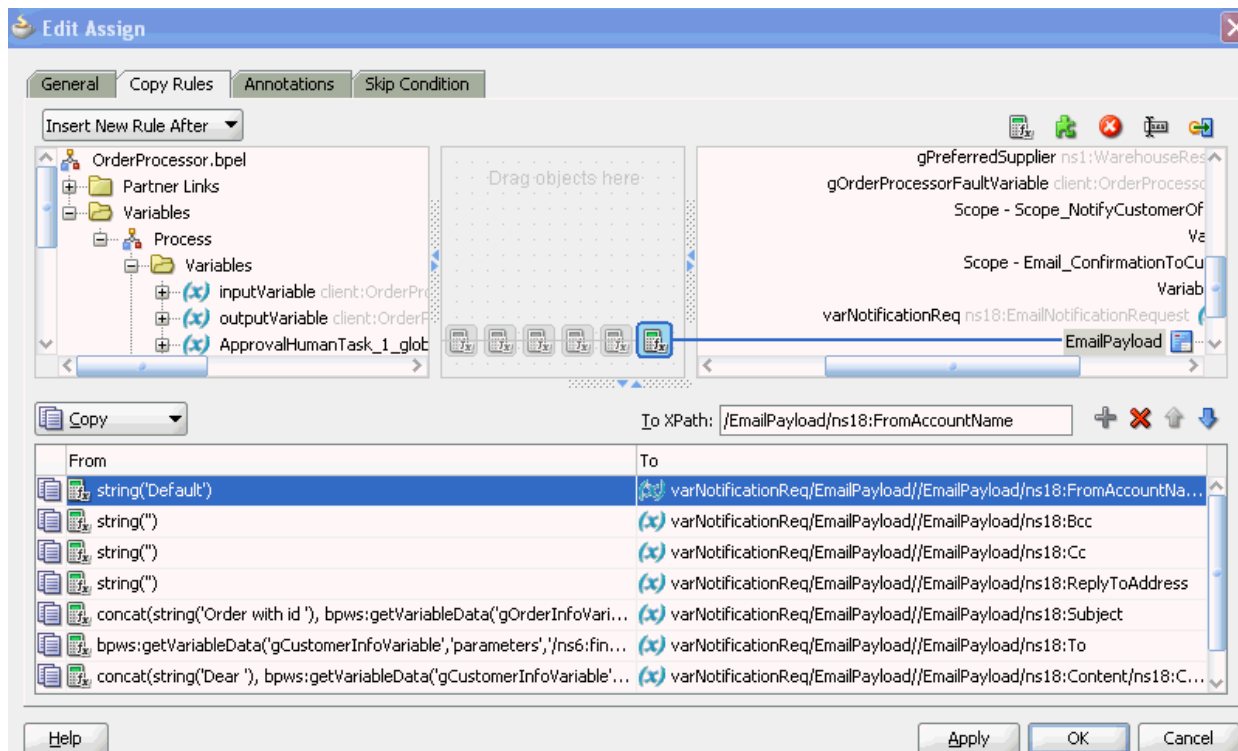 Edit Assign
General Copy Rules Annotations Skip Condition
Insert New Rule After
OrderProcessor.bpel
Partner Links
Variables
Process
Variables
inputVariable client:OrderPro
outputVariable client:OrderP
ApprovalHumanTask_1_glob
Drag objects here
gPreferredSupplier ns1:WarehouseRes
gOrderProcessorFaultVariable client:OrderProcesso
Scope - Scope_NotifyCustomerOf
Va
Scope - Email_ConfirmationToCu
Variab
varNotificationReq ns18:EmailNotificationRequest
EmailPayload
Copy To XPath: /EmailPayload/ns18:FromAccountName
From To
string('Default') varNotificationReq/EmailPayload//EmailPayload/ns18:FromAccountNa...
string('') varNotificationReq/EmailPayload//EmailPayload/ns18:Bcc
string('') varNotificationReq/EmailPayload//EmailPayload/ns18:Cc
string('') varNotificationReq/EmailPayload//EmailPayload/ns18:ReplyToAddress
concat(string('Order with id '), bpws:getVariableData('gOrderInfoVari... varNotificationReq/EmailPayload//EmailPayload/ns18:Subject
bpws:getVariableData('gCustomerInfoVariable','parameters','/ns6:fin... varNotificationReq/EmailPayload//EmailPayload/ns18:To
concat(string('Dear '), bpws:getVariableData('gCustomerInfoVariable'... varNotificationReq/EmailPayload//EmailPayload/ns18:Content/ns18:C...
Help Apply OK Cancel